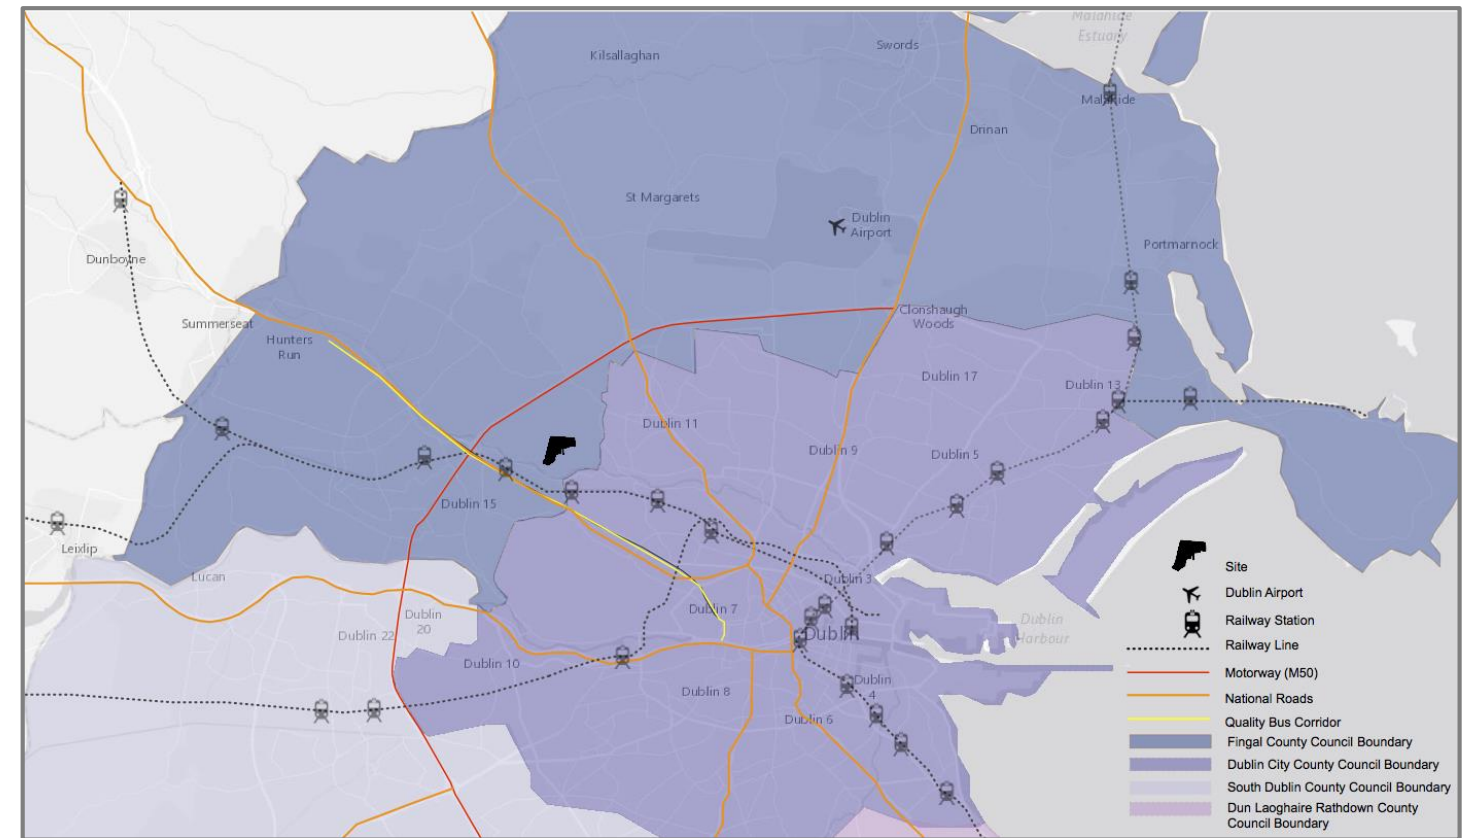 Malahide
Estuary
Swords
Kilsallaghan
Malahide
Drinan
St Margarets
Dublin
Airport
Portmarnock
Dunboyne
Clonshaugh
Woods
Summerseat
Hunters
Run
Dublin 17
Dublin 13
Dublin 11
Dublin 9
Dublin 5
Dublin 15
Leixlip
Lucan
Dublin 3
Dublin 7
Dublin
20
Dublin 22
Dublin
Dublin
Harbour
Dublin 10
Dublin
4
Dublin 8
Dublin 6
Site
Dublin Airport
Railway Station
Railway Line
Motorway (M50)
National Roads
Quality Bus Corridor
Fingal County Council Boundary
Dublin City County Council Boundary
South Dublin County Council Boundary
Dun Laoghaire Rathdown County
Council Boundary